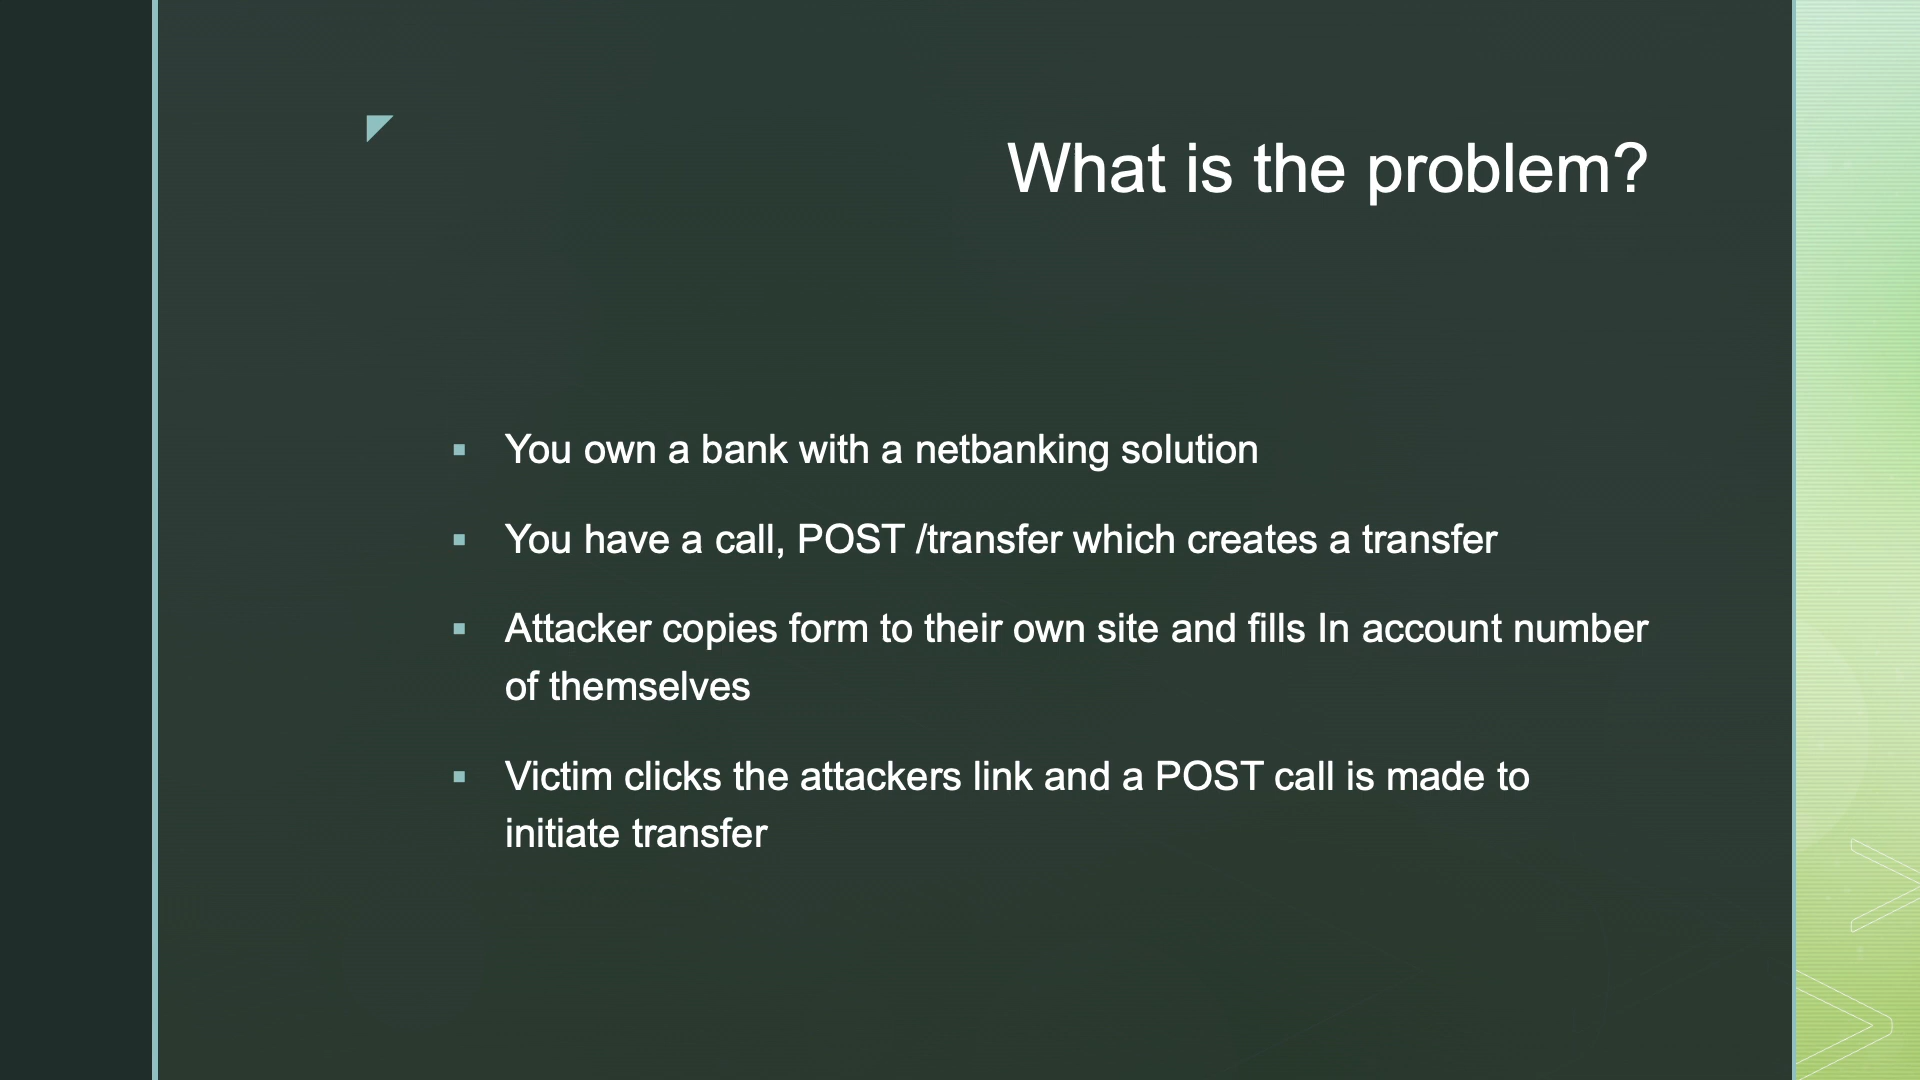 What is the problem?
You own a bank with a netbanking solution
You have a call, POST /transfer which creates a transfer
Attacker copies form to their own site and fills In account number
of themselves
Victim clicks the attackers link and a POST call is made to
initiate transfer